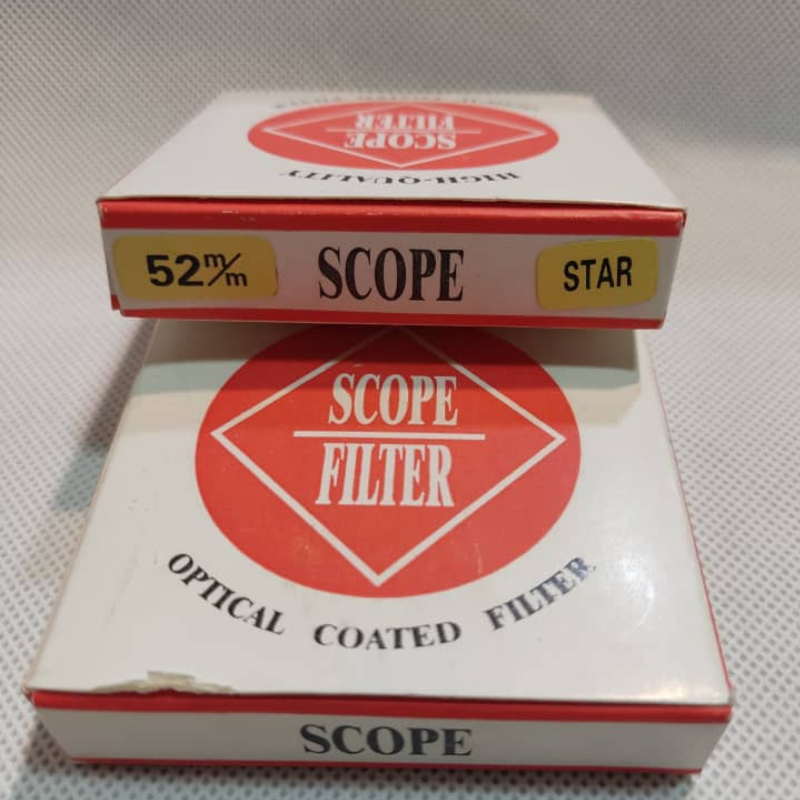 SCOPE
FILTER
HIGH-QUALITY
52m/m SCOPE STAR
SCOPE
FILTER
OPTICAL COATED FILTER
SCOPE